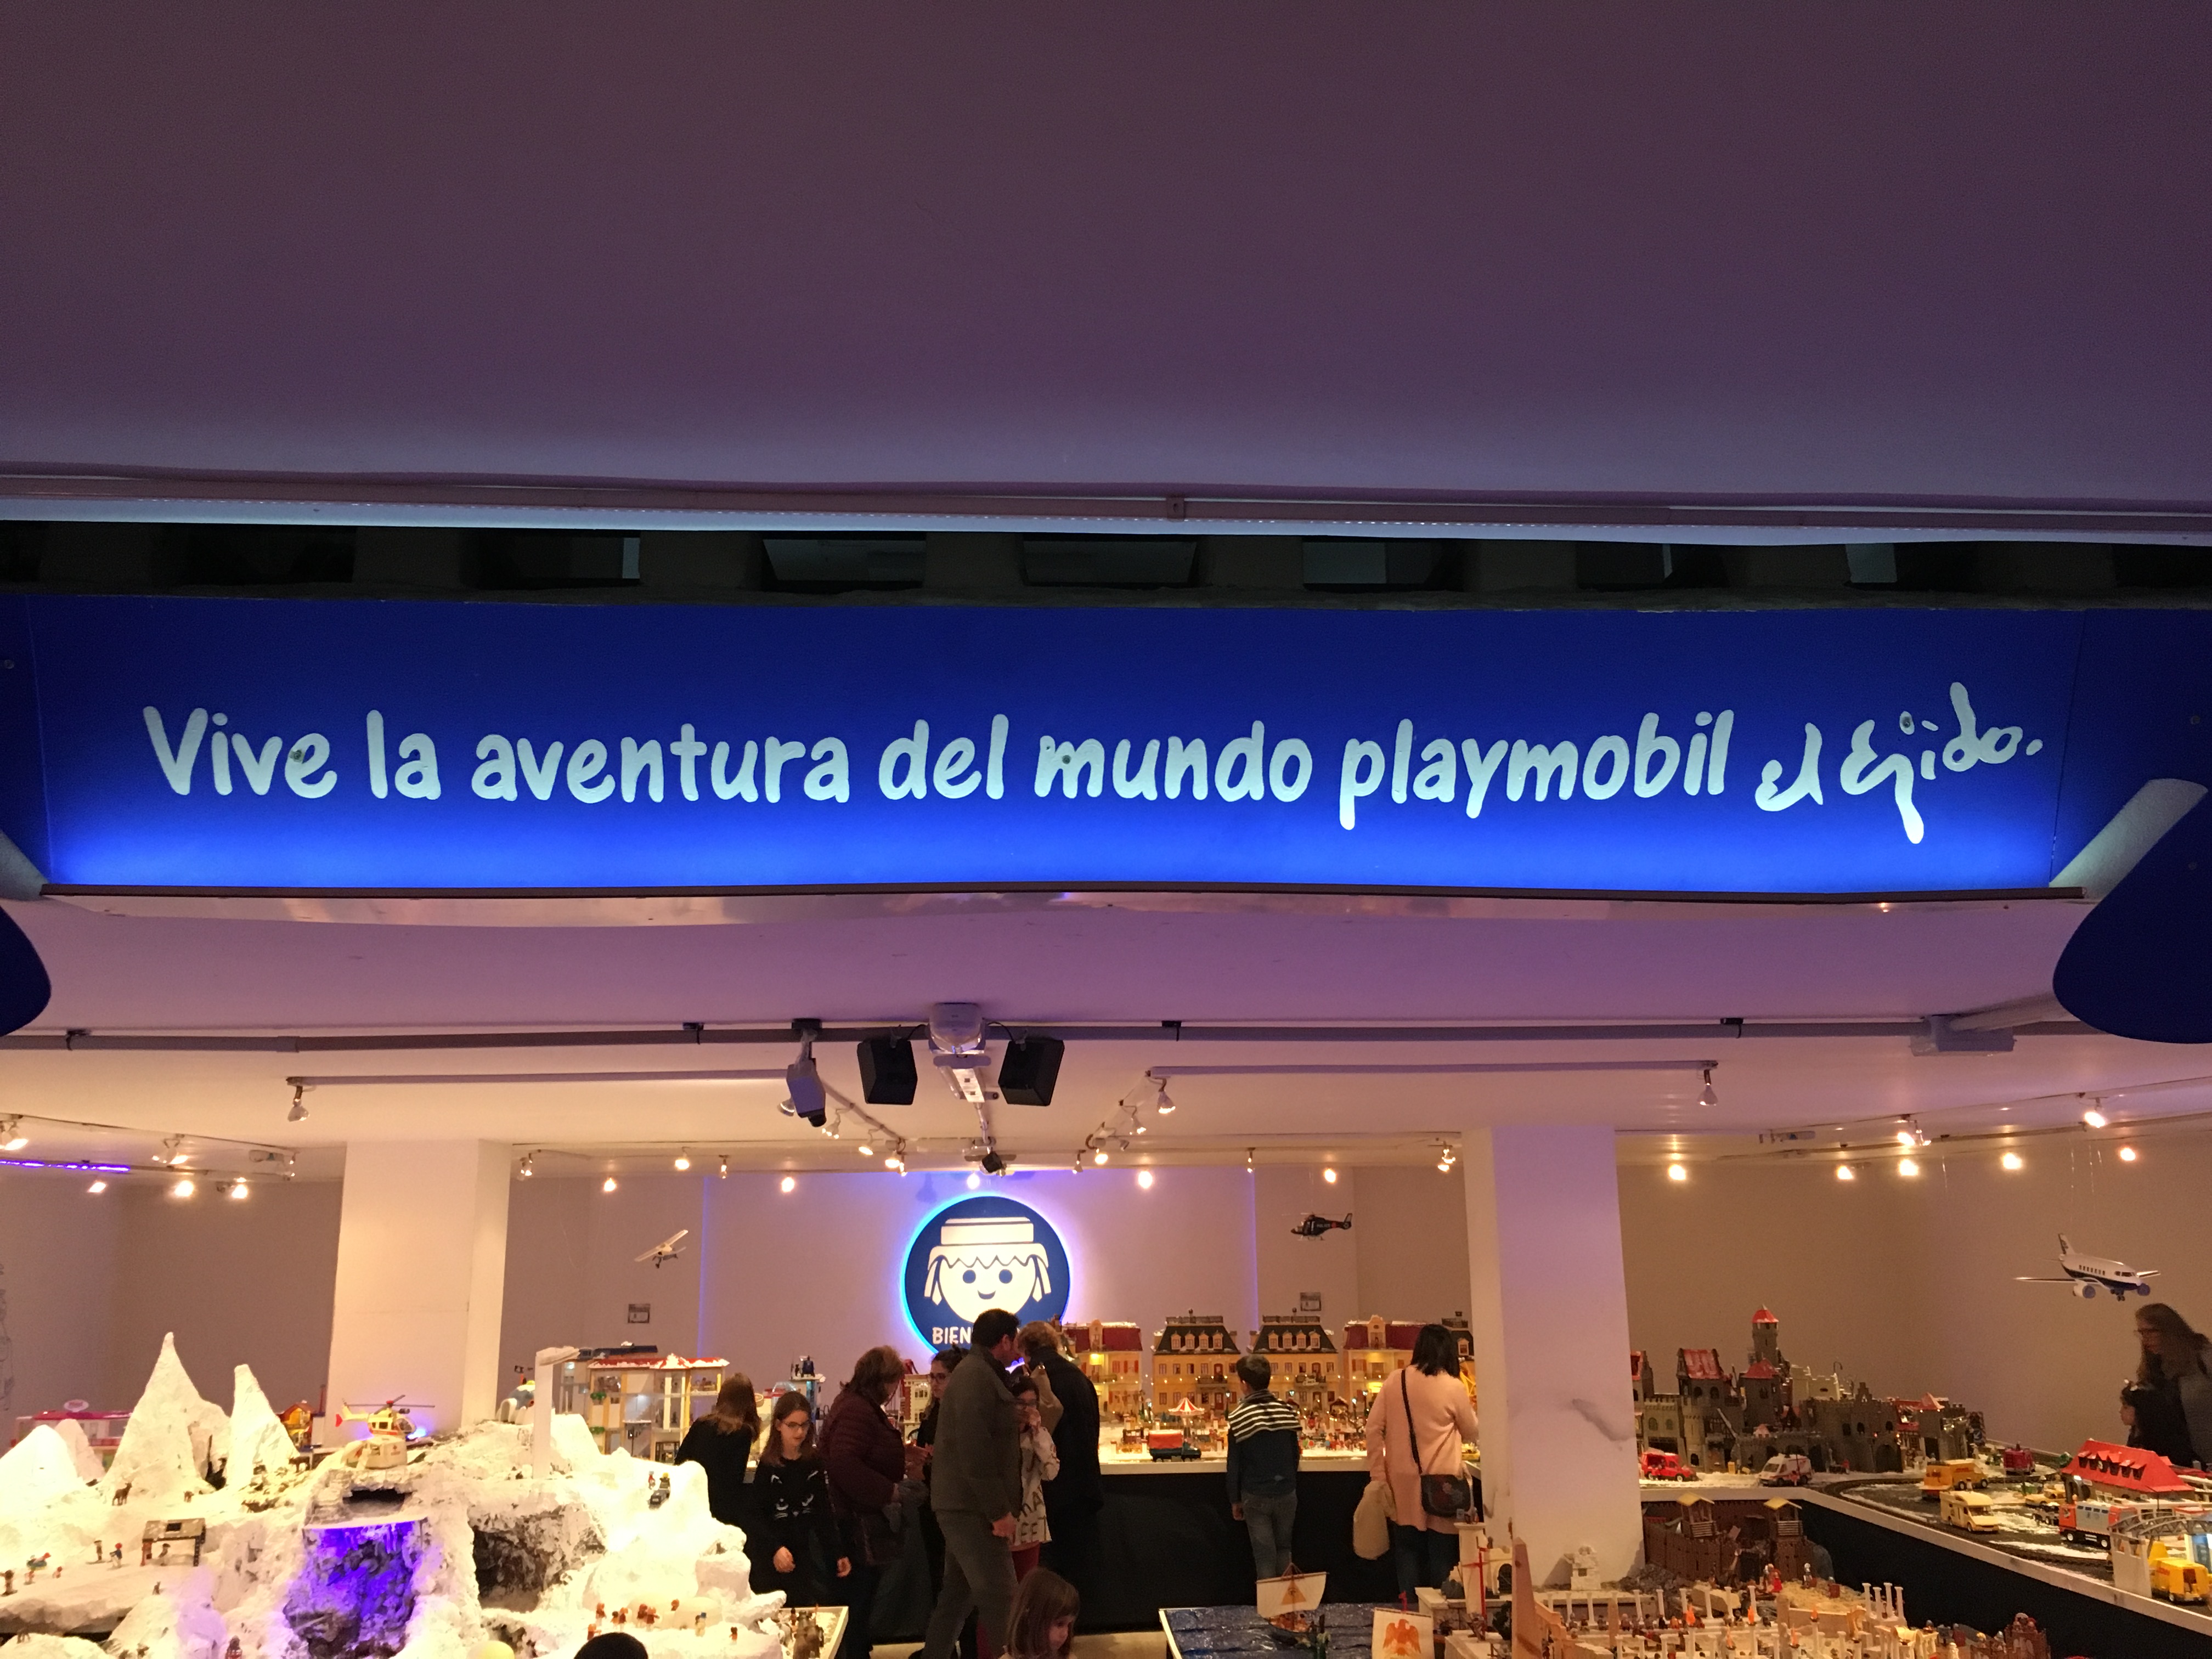 Vive la aventura del mundo playmobil el Ejido.